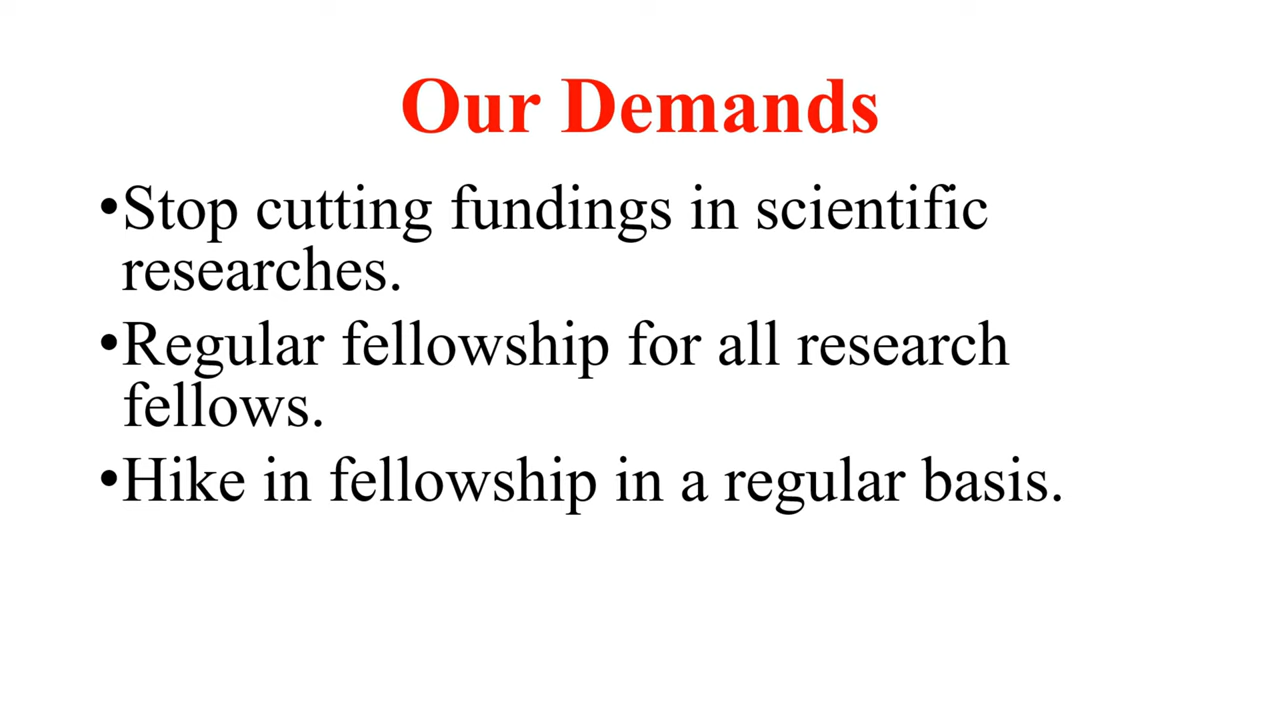 Our Demands
•Stop cutting fundings in scientific
researches.
•Regular fellowship for all research
fellows.
•Hike in fellowship in a regular basis.